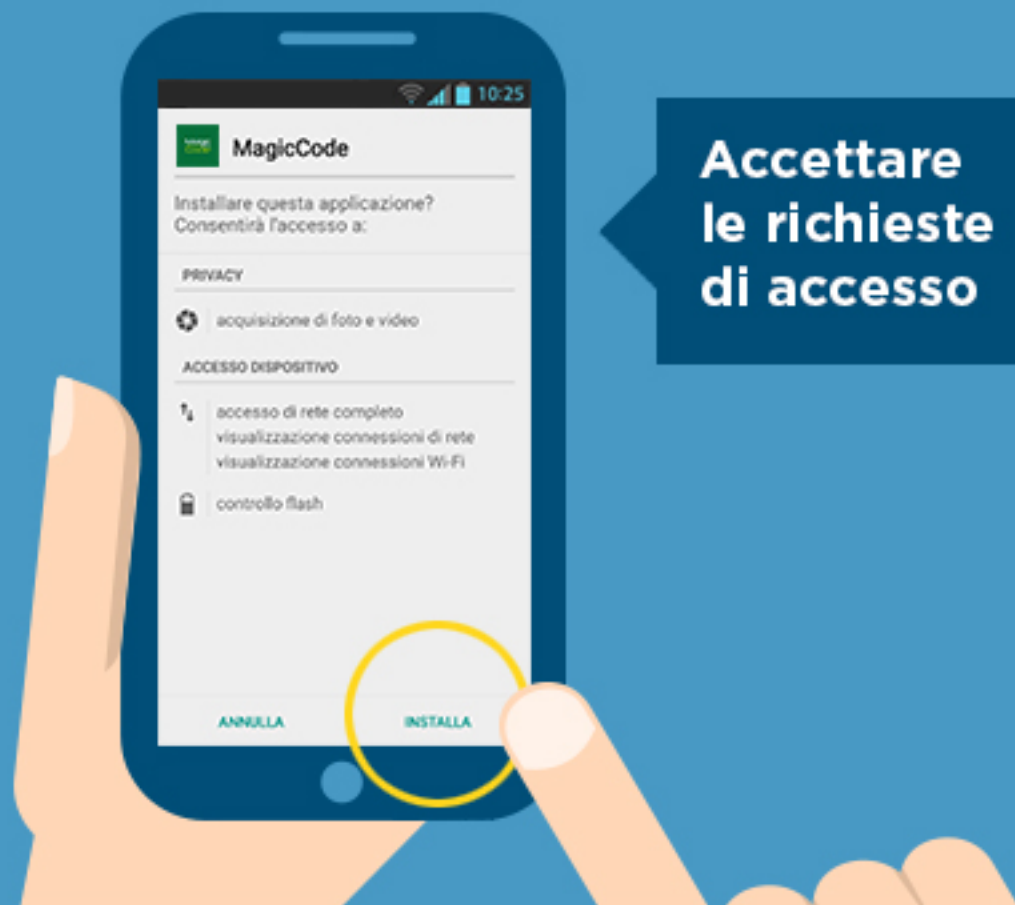 10:25
MagicCode
Installare questa applicazione?
Consentirà l'accesso a:
PRIVACY
acquisizione di foto e video
ACCESSO DISPOSITIVO
accesso di rete completo
visualizzazione connessioni di rete
visualizzazione connessioni Wi-Fi
controllo flash
ANNULLA
INSTALLA
Accettare
le richieste
di accesso